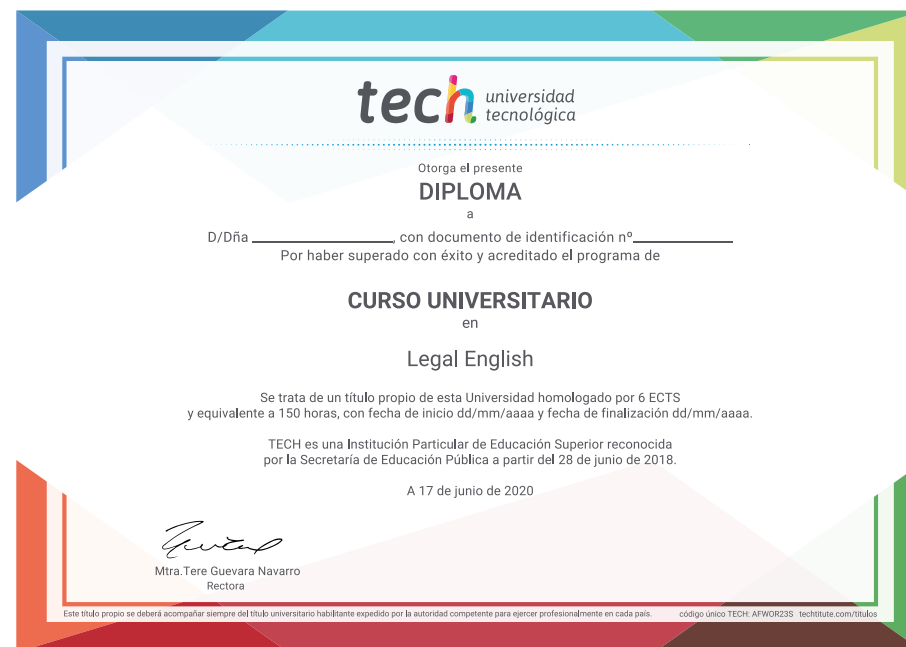 tech universidad
tecnológica
Otorga el presente
DIPLOMA
a
D/Dña ____________________, con documento de identificación nº______________
Por haber superado con éxito y acreditado el programa de
CURSO UNIVERSITARIO
en
Legal English
Se trata de un título propio de esta Universidad homologado por 6 ECTS
y equivalente a 150 horas, con fecha de inicio dd/mm/aaaa y fecha de finalización dd/mm/aaaa.
TECH es una Institución Particular de Educación Superior reconocida
por la Secretaría de Educación Pública a partir del 28 de junio de 2018.
A 17 de junio de 2020
Mtra.Tere Guevara Navarro
Rectora
Este título propio se deberá acompañar siempre del título universitario habilitante expedido por la autoridad competente para ejercer profesionalmente en cada país. código único TECH: AFWOR23S techtitute.com/títulos